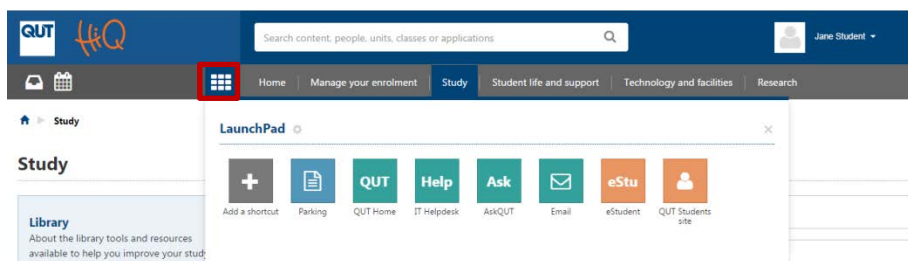 QUT HiQ
Search content, people, units, classes or applications
Jane Student
Home Manage your enrolment Study Student life and support Technology and facilities Research
Study
LaunchPad
Study
QUT Help Ask eStu
Add a shortcut Parking QUT Home IT Helpdesk AskQUT Email eStudent QUT Students
site
Library
About the library tools and resources
available to help you improve your study